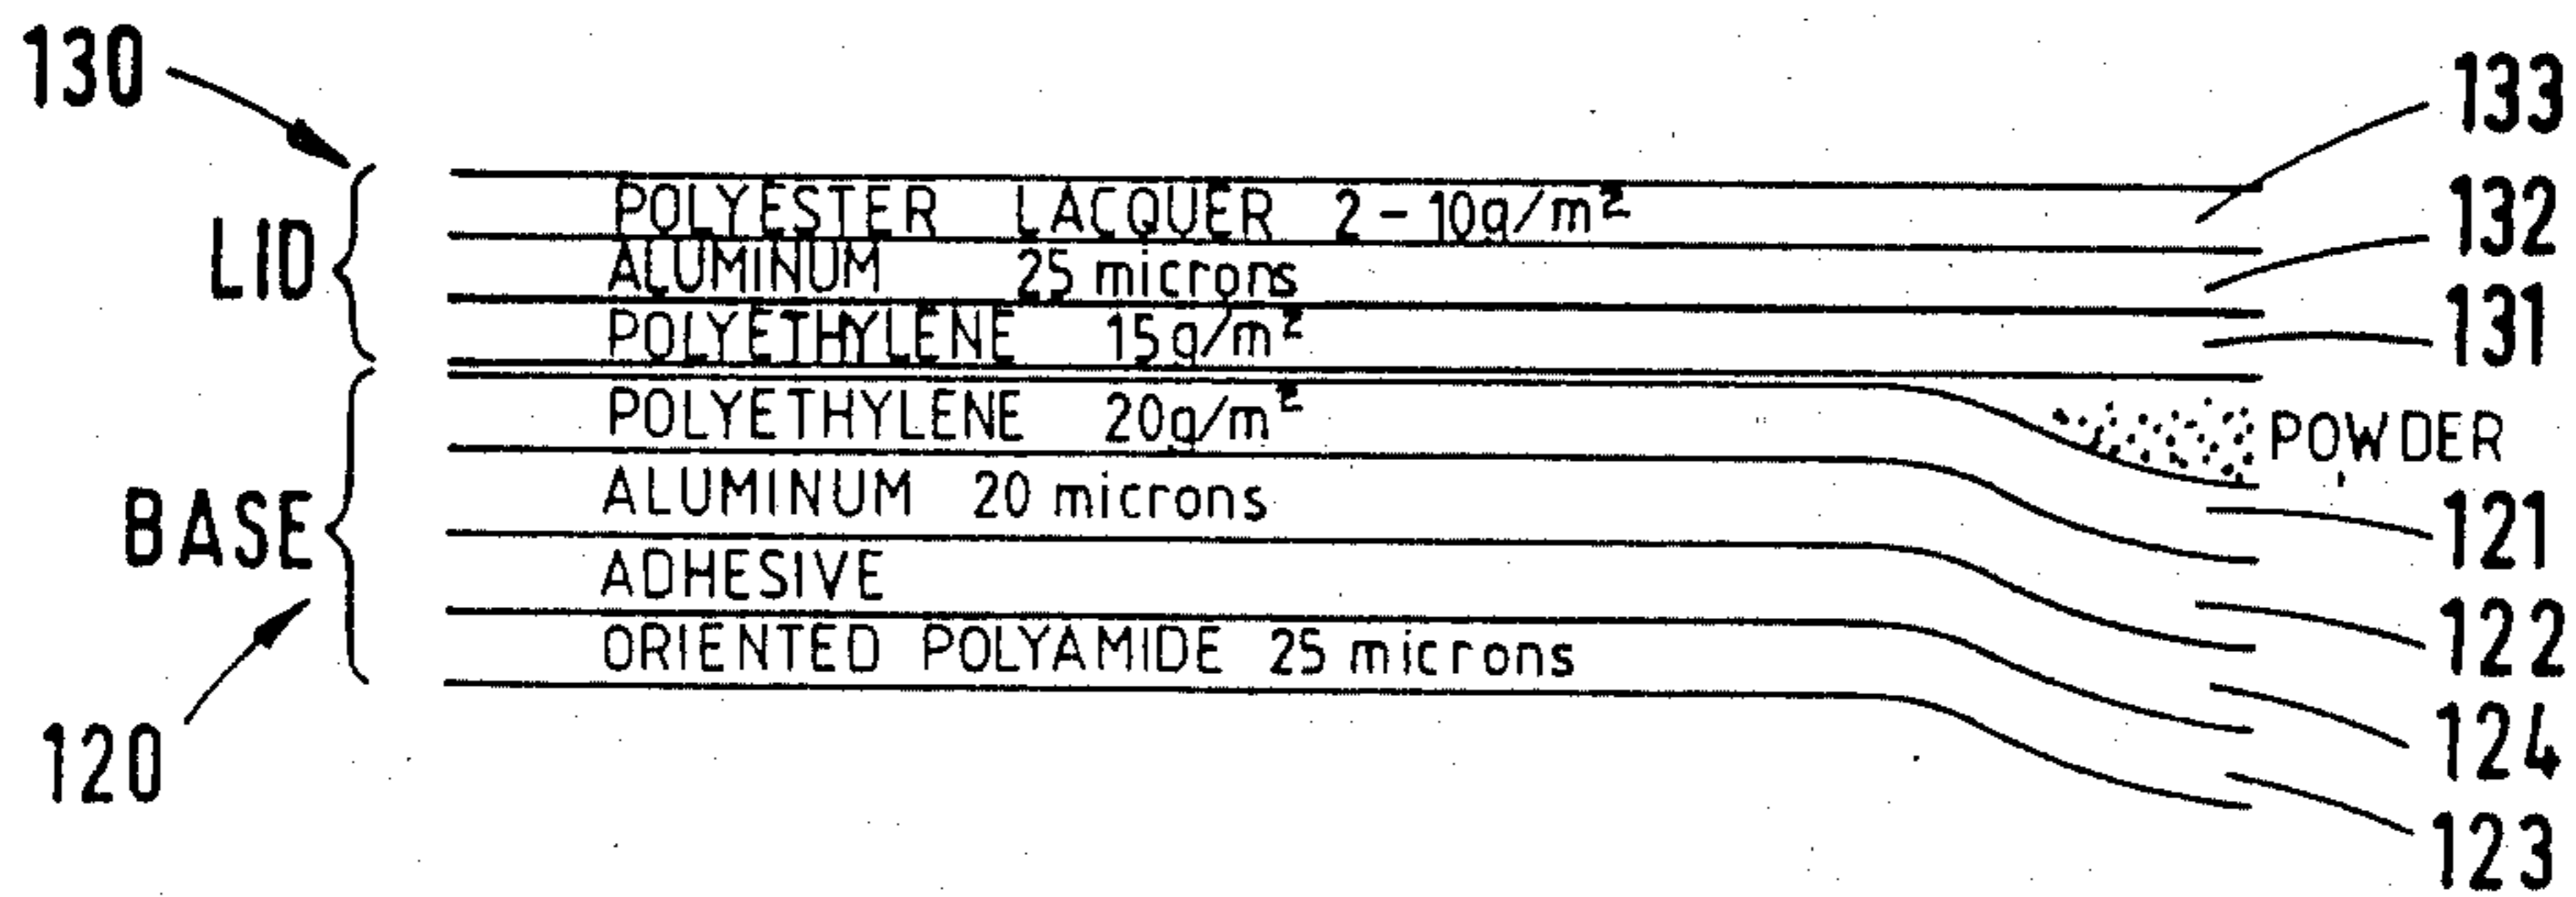 130
133
POLYESTER LACQUER 2-10g/m²
132
LID
ALUMINUM 25 microns
131
POLYETHYLENE 15g/m²
POLYETHYLENE 20g/m²
POWDER
ALUMINUM 20 microns
121
BASE
ADHESIVE
122
ORIENTED POLYAMIDE 25 microns
124
120
123